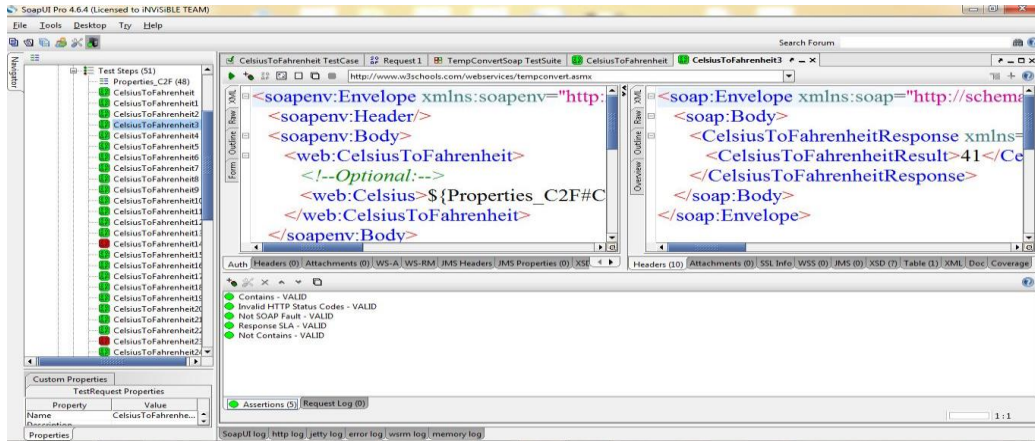 SoapUI Pro 4.6.4 (Licensed to iNViSiBLE TEAM)
File Tools Desktop Try Help
Search Forum
Navigator
Test Steps (51)
Properties_C2F (48)
CelsiusToFahrenheit
CelsiusToFahrenheit1
CelsiusToFahrenheit2
CelsiusToFahrenheit3
CelsiusToFahrenheit4
CelsiusToFahrenheit5
CelsiusToFahrenheit6
CelsiusToFahrenheit7
CelsiusToFahrenheit8
CelsiusToFahrenheit9
CelsiusToFahrenheit10
CelsiusToFahrenheit11
CelsiusToFahrenheit12
CelsiusToFahrenheit13
CelsiusToFahrenheit14
CelsiusToFahrenheit15
CelsiusToFahrenheit16
CelsiusToFahrenheit17
CelsiusToFahrenheit18
CelsiusToFahrenheit19
CelsiusToFahrenheit20
CelsiusToFahrenheit21
CelsiusToFahrenheit22
CelsiusToFahrenheit23
CelsiusToFahrenheit24
Custom Properties
TestRequest Properties
Property Value
Name CelsiusToFahrenhe...
Description
Properties
CelsiusToFahrenheit TestCase Request 1 TempConvertSoap TestSuite CelsiusToFahrenheit CelsiusToFahrenheit3
CelsiusToFahrenheit3
http://www.w3schools.com/webservices/tempconvert.asmx
XML
Raw
Outline
Form
<soapenv:Envelope xmlns:soapenv="http:
<soapenv:Header/>
<soapenv:Body>
<web:CelsiusToFahrenheit>
<!--Optional:-->
<web:Celsius>${Properties_C2F#C
</web:CelsiusToFahrenheit>
</soapenv:Body>
XML
Raw
Outline
Overview
<soap:Envelope xmlns:soap="http://schema
<soap:Body>
<CelsiusToFahrenheitResponse xmlns=
<CelsiusToFahrenheitResult>41</Ce
</CelsiusToFahrenheitResponse>
</soap:Body>
</soap:Envelope>
Auth Headers (0) Attachments (0) WS-A WS-RM JMS Headers JMS Properties (0) XSD
Headers (10) Attachments (0) SSL Info WSS (0) JMS (0) XSD (?) Table (1) XML Doc Coverage
Contains - VALID
Invalid HTTP Status Codes - VALID
Not SOAP Fault - VALID
Response SLA - VALID
Not Contains - VALID
Assertions (5) Request Log (0)
1 : 1
SoapUI log http log jetty log error log wsrm log memory log